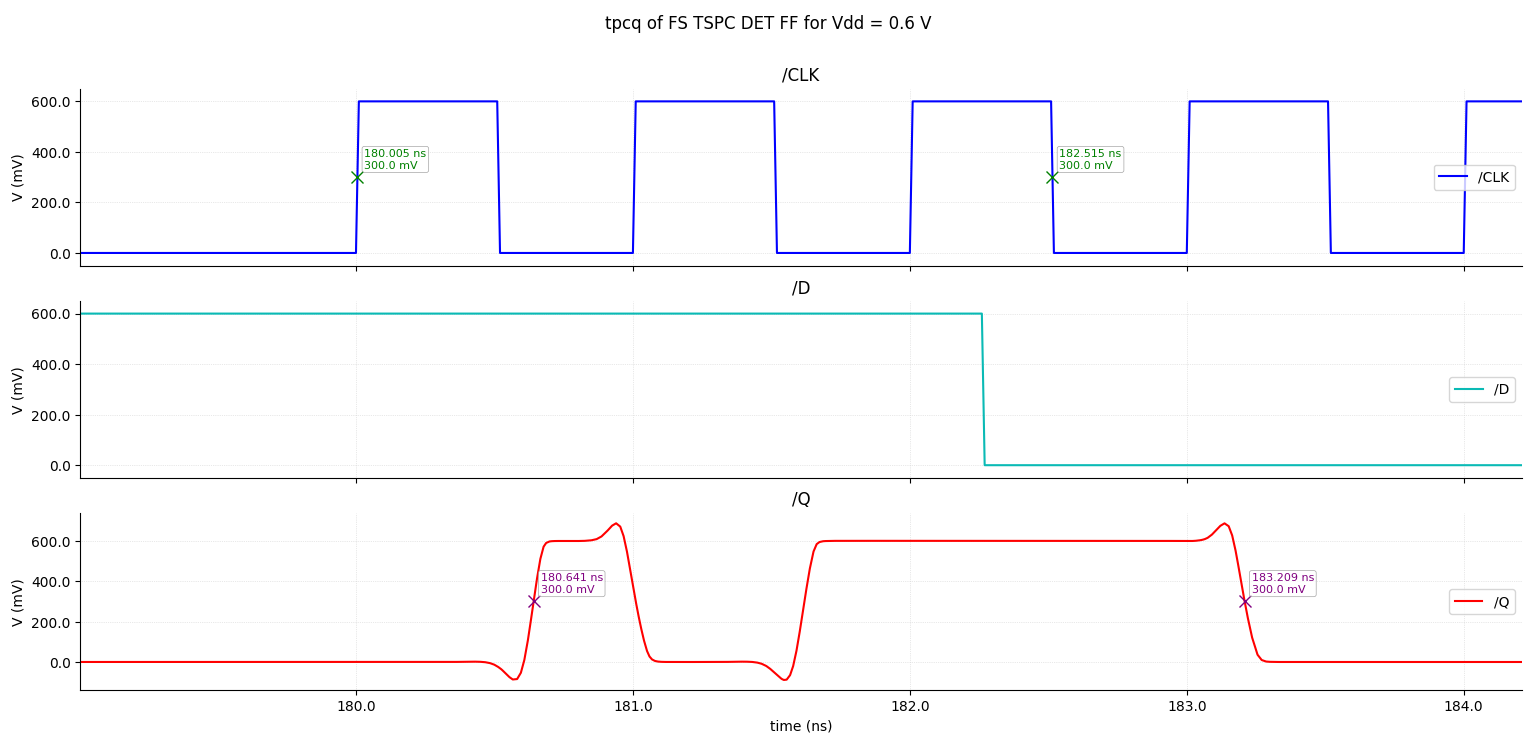 tpcq of FS TSPC DET FF for Vdd = 0.6 V
/CLK
600.0
400.0
200.0
0.0
V (mV)
180.005 ns
300.0 mV
182.515 ns
300.0 mV
/CLK
/D
600.0
400.0
200.0
0.0
V (mV)
/D
/Q
600.0
400.0
200.0
0.0
V (mV)
180.641 ns
300.0 mV
183.209 ns
300.0 mV
/Q
180.0
181.0
182.0
183.0
184.0
time (ns)